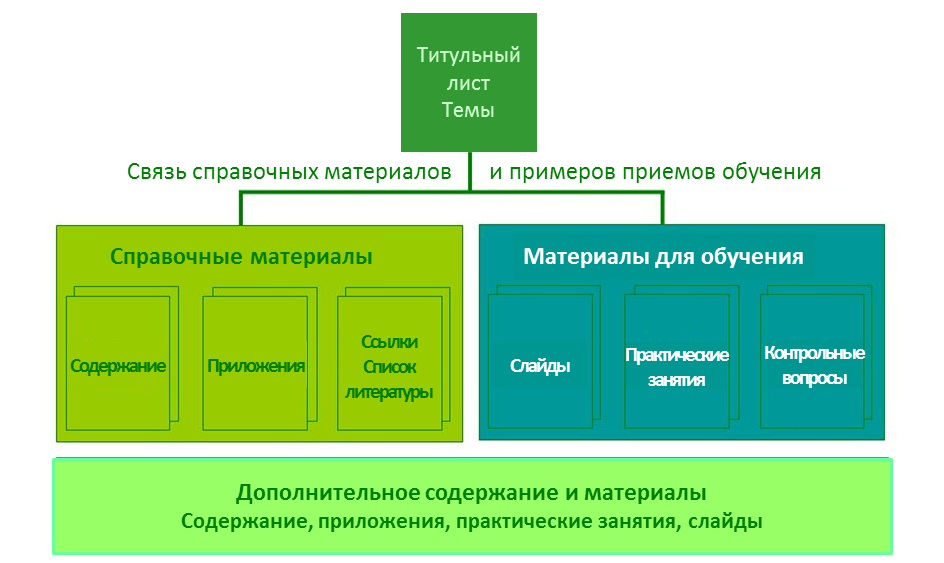 Титульный
лист
Темы
Связь справочных материалов и примеров приемов обучения
Справочные материалы
Содержание
Приложения
Ссылки
Список
литературы
Материалы для обучения
Слайды
Практические
занятия
Контрольные
вопросы
Дополнительное содержание и материалы
Содержание, приложения, практические занятия, слайды